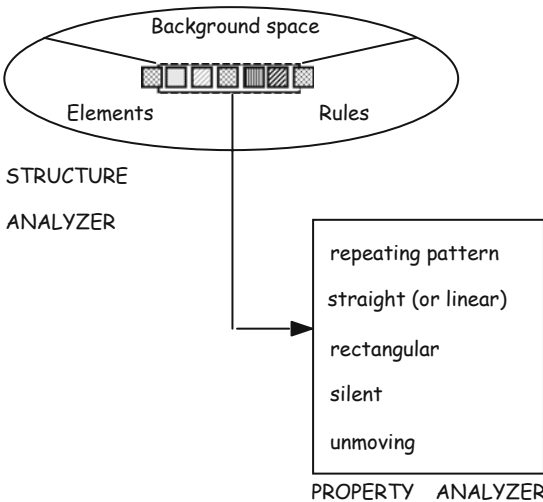 Background space
Elements Rules
STRUCTURE
ANALYZER
repeating pattern
straight (or linear)
rectangular
silent
unmoving
PROPERTY ANALYZER